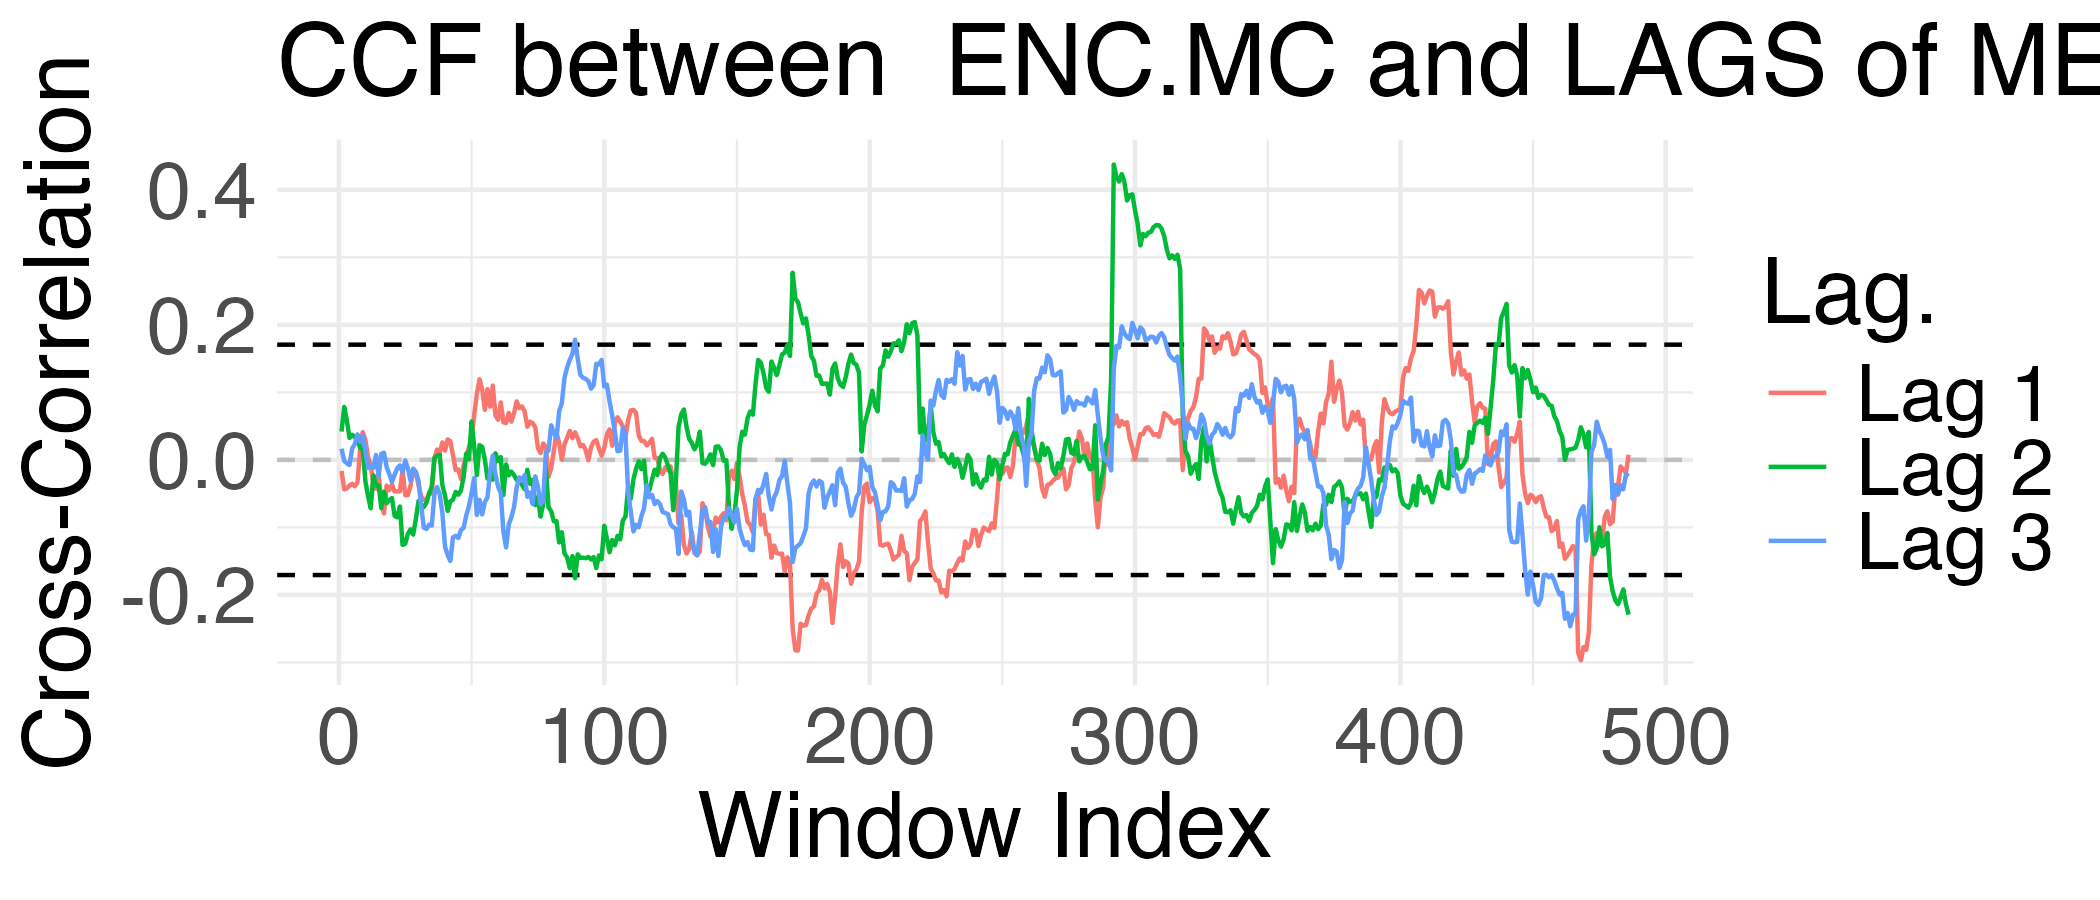 CCF between  ENC.MC and LAGS of ME
Cross-Correlation
0.4
0.2
0.0
-0.2
0 100 200 300 400 500
Window Index
Lag.
Lag 1
Lag 2
Lag 3